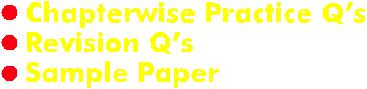 • Chapterwise Practice Q's
• Revision Q's
• Sample Paper